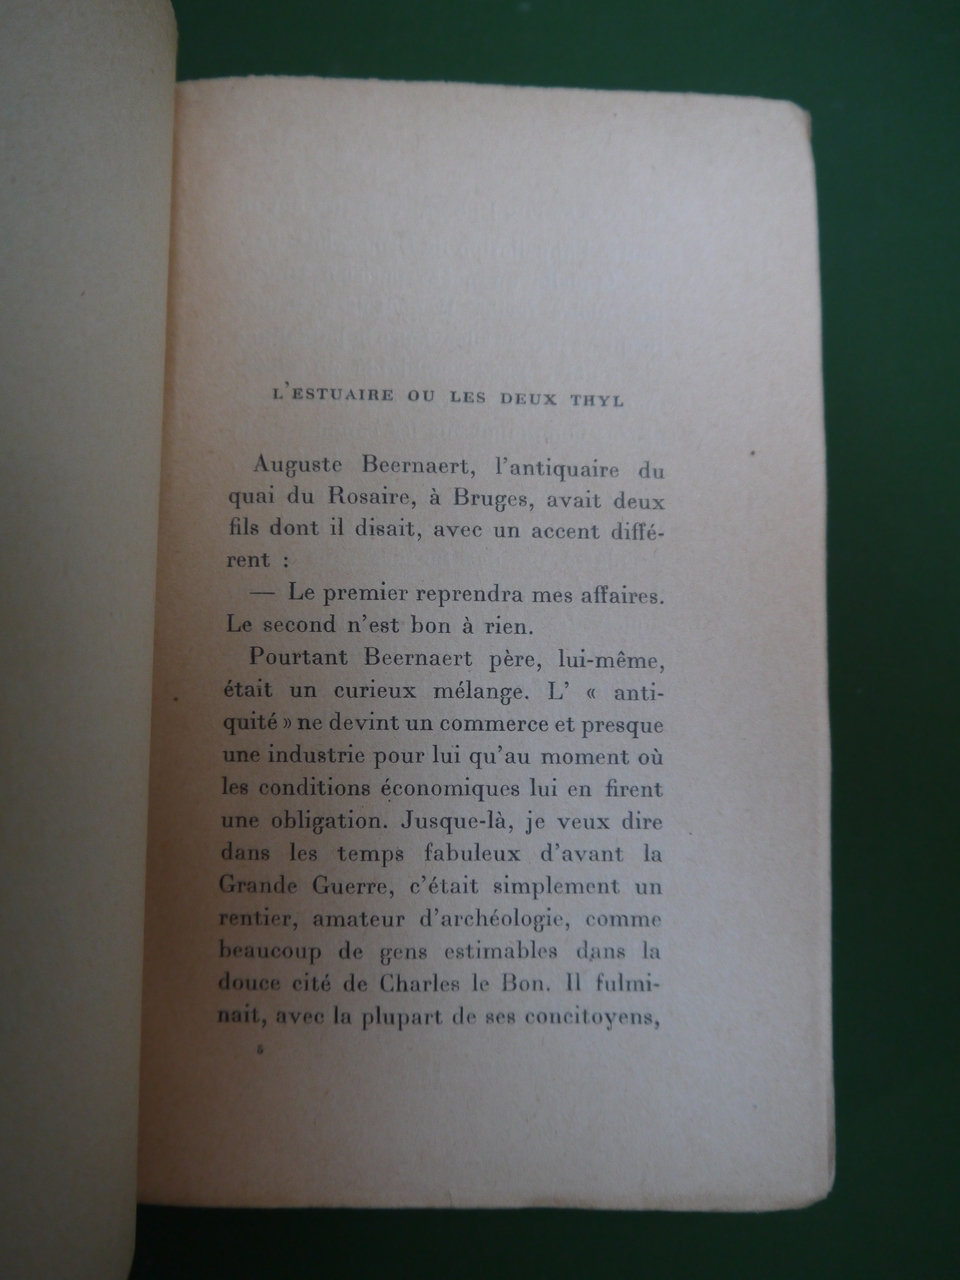 L'ESTUAIRE OU LES DEUX THYL
Auguste Beernaert, l'antiquaire du
quai du Rosaire, à Bruges, avait deux
fils dont il disait, avec un accent diffé-
rent :
— Le premier reprendra mes affaires.
Le second n'est bon à rien.
Pourtant Beernaert père, lui-même,
était un curieux mélange. L' « anti-
quité » ne devint un commerce et presque
une industrie pour lui qu'au moment où
les conditions économiques lui en firent
une obligation. Jusque-là, je veux dire
dans les temps fabuleux d'avant la
Grande Guerre, c'était simplement un
rentier, amateur d'archéologie, comme
beaucoup de gens estimables dans la
douce cité de Charles le Bon. Il fulmi-
nait, avec la plupart de ses concitoyens,